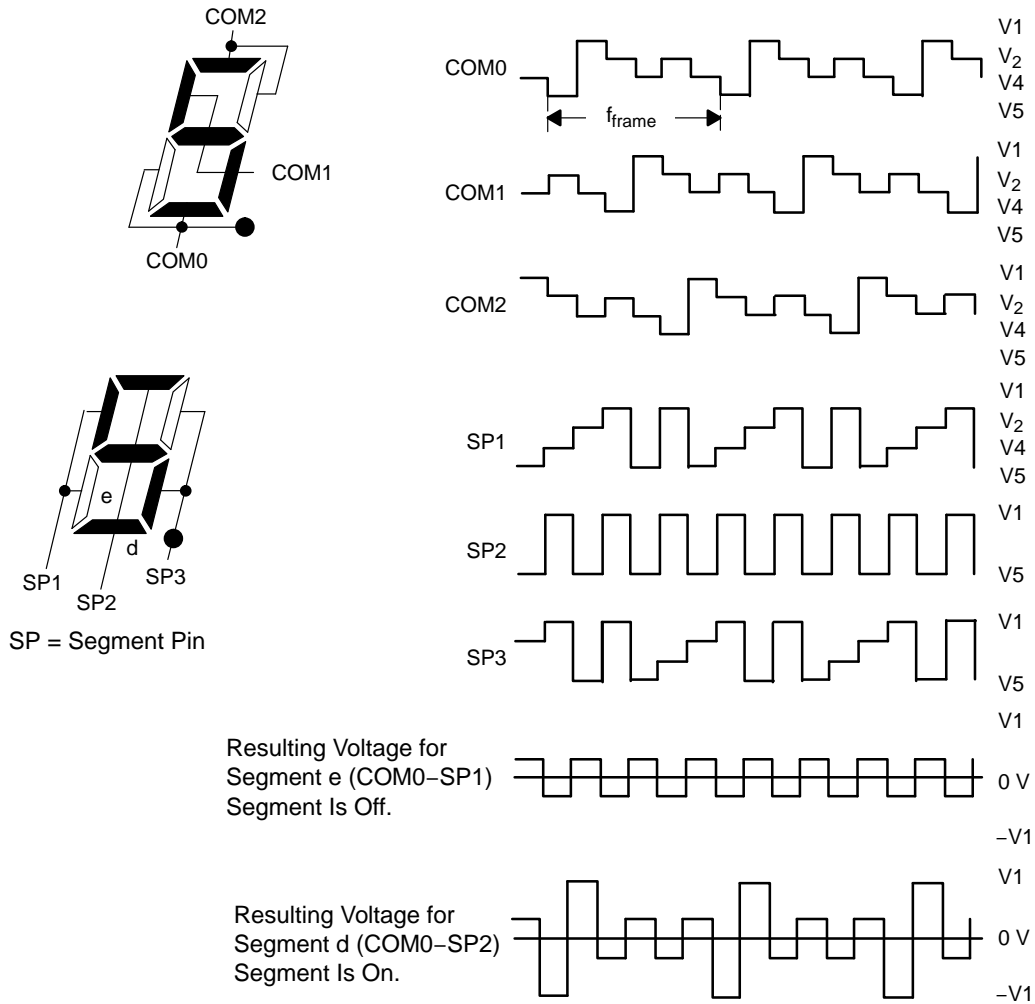 COM2
COM1
COM0
e
d
SP1
SP2
SP3
SP = Segment Pin
COM0
V1
V2
V4
V5
fframe
COM1
V1
V2
V4
V5
COM2
V1
V2
V4
V5
SP1
V1
V2
V4
V5
SP2
V1
V5
SP3
V1
V5
Resulting Voltage for
Segment e (COM0−SP1)
Segment Is Off.
V1
0 V
−V1
Resulting Voltage for
Segment d (COM0−SP2)
Segment Is On.
V1
0 V
−V1